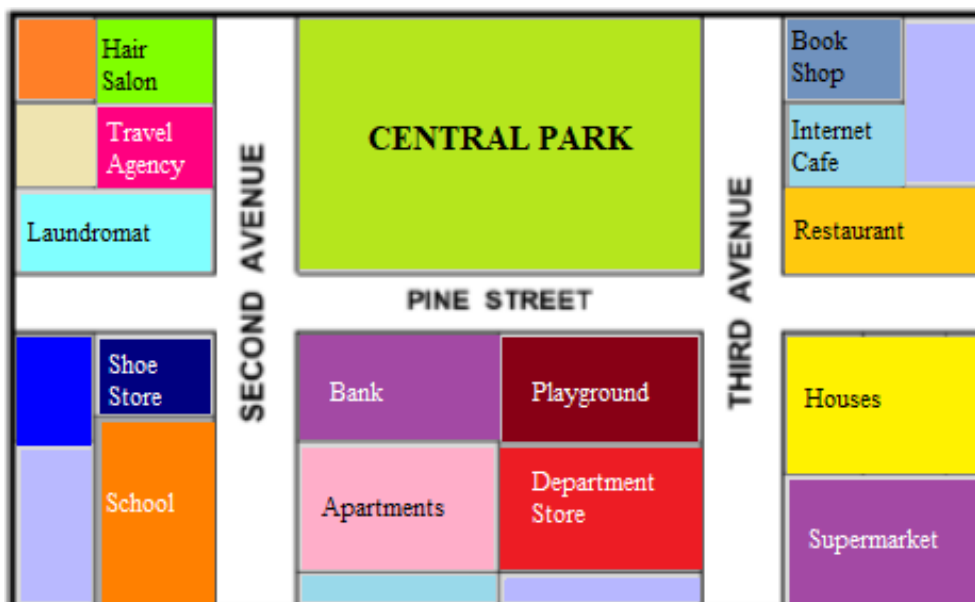 Hair
Salon
Travel
Agency
Laundromat
SECOND AVENUE
CENTRAL PARK
PINE STREET
THIRD AVENUE
Book
Shop
Internet
Cafe
Restaurant
Shoe
Store
School
Bank
Playground
Apartments
Department
Store
Houses
Supermarket